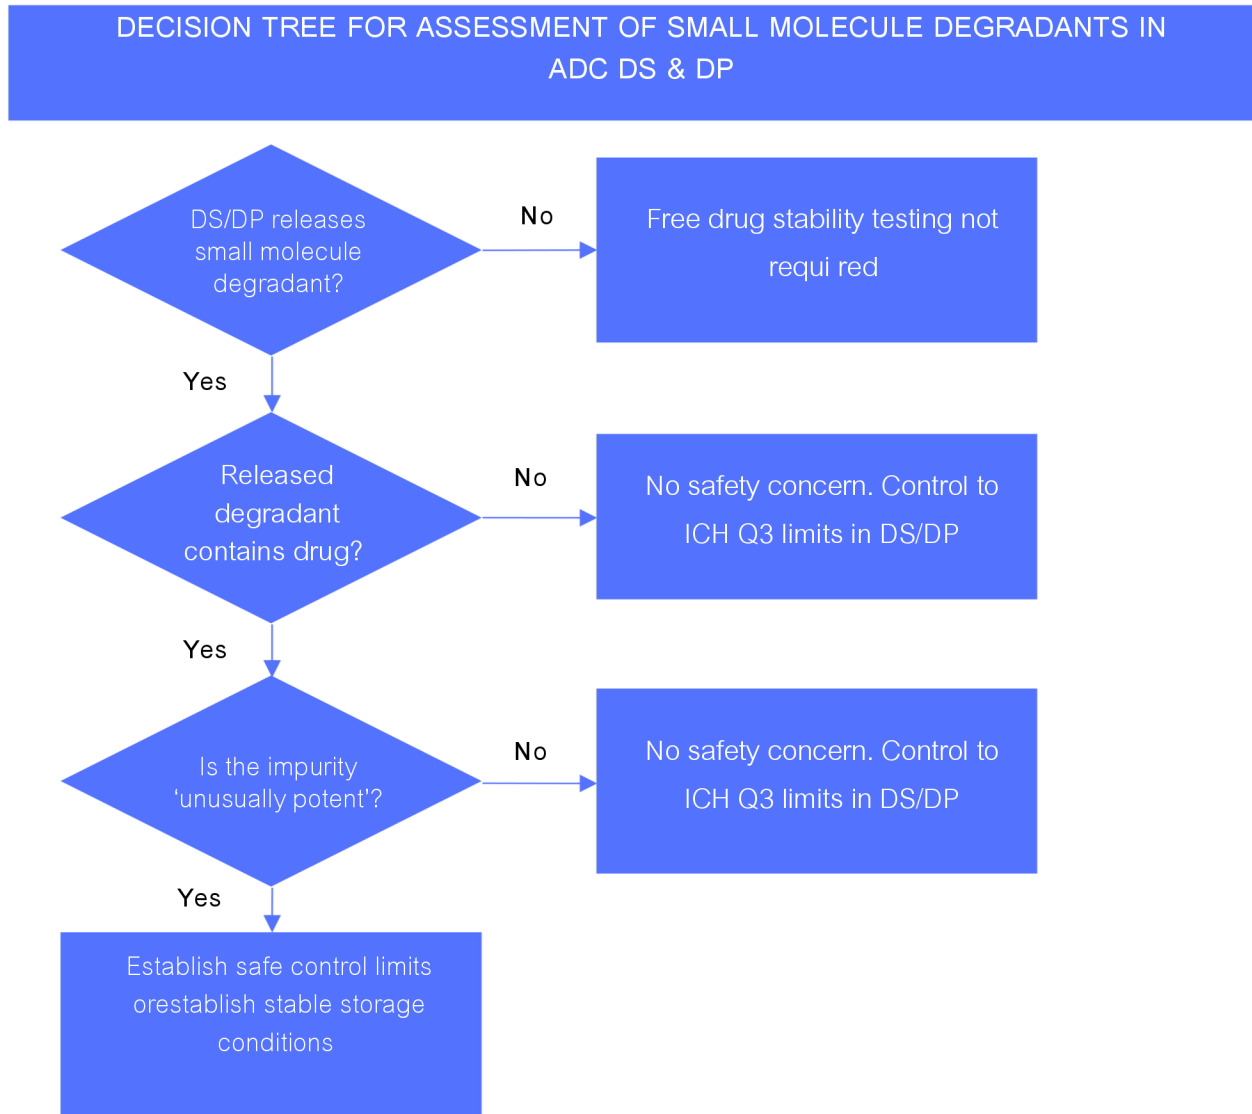 DECISION TREE FOR ASSESSMENT OF SMALL MOLECULE DEGRADANTS IN
ADC DS & DP
DS/DP releases
small molecule
degradant?
No
Free drug stability testing not
requi red
Yes
Released
degradant
contains drug?
No
No safety concern. Control to
ICH Q3 limits in DS/DP
Yes
Is the impurity
‘unusually potent’?
No
No safety concern. Control to
ICH Q3 limits in DS/DP
Yes
Establish safe control limits
orestablish stable storage
conditions